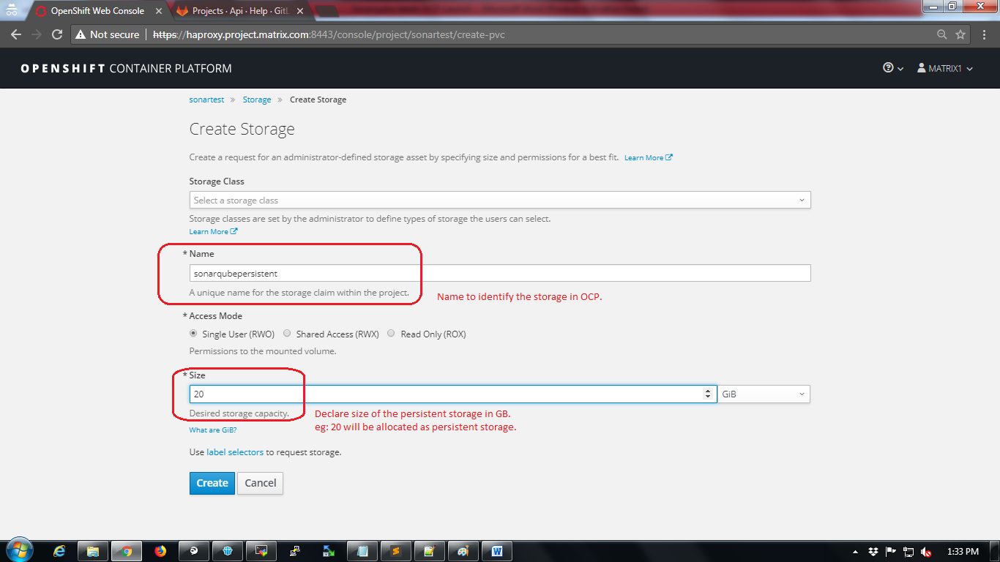 OpenShift Web Console
Projects · Api · Help · GitL
Not secure https://haproxy.project.matrix.com:8443/console/project/sonartest/create-pvc
OPENSHIFT CONTAINER PLATFORM
MATRIX1
sonartest » Storage » Create Storage
Create Storage
Create a request for an administrator-defined storage asset by specifying size and permissions for a best fit. Learn More
Storage Class
Select a storage class
Storage classes are set by the administrator to define types of storage the users can select.
Learn More
* Name
sonarqubepersistent
A unique name for the storage claim within the project.
Name to identify the storage in OCP.
* Access Mode
Single User (RWO) Shared Access (RWX) Read Only (ROX)
Permissions to the mounted volume.
* Size
20 GiB
Desired storage capacity.
Declare size of the persistent storage in GB.
What are GiB?
eg: 20 will be allocated as persistent storage.
Use label selectors to request storage.
Create Cancel
1:33 PM